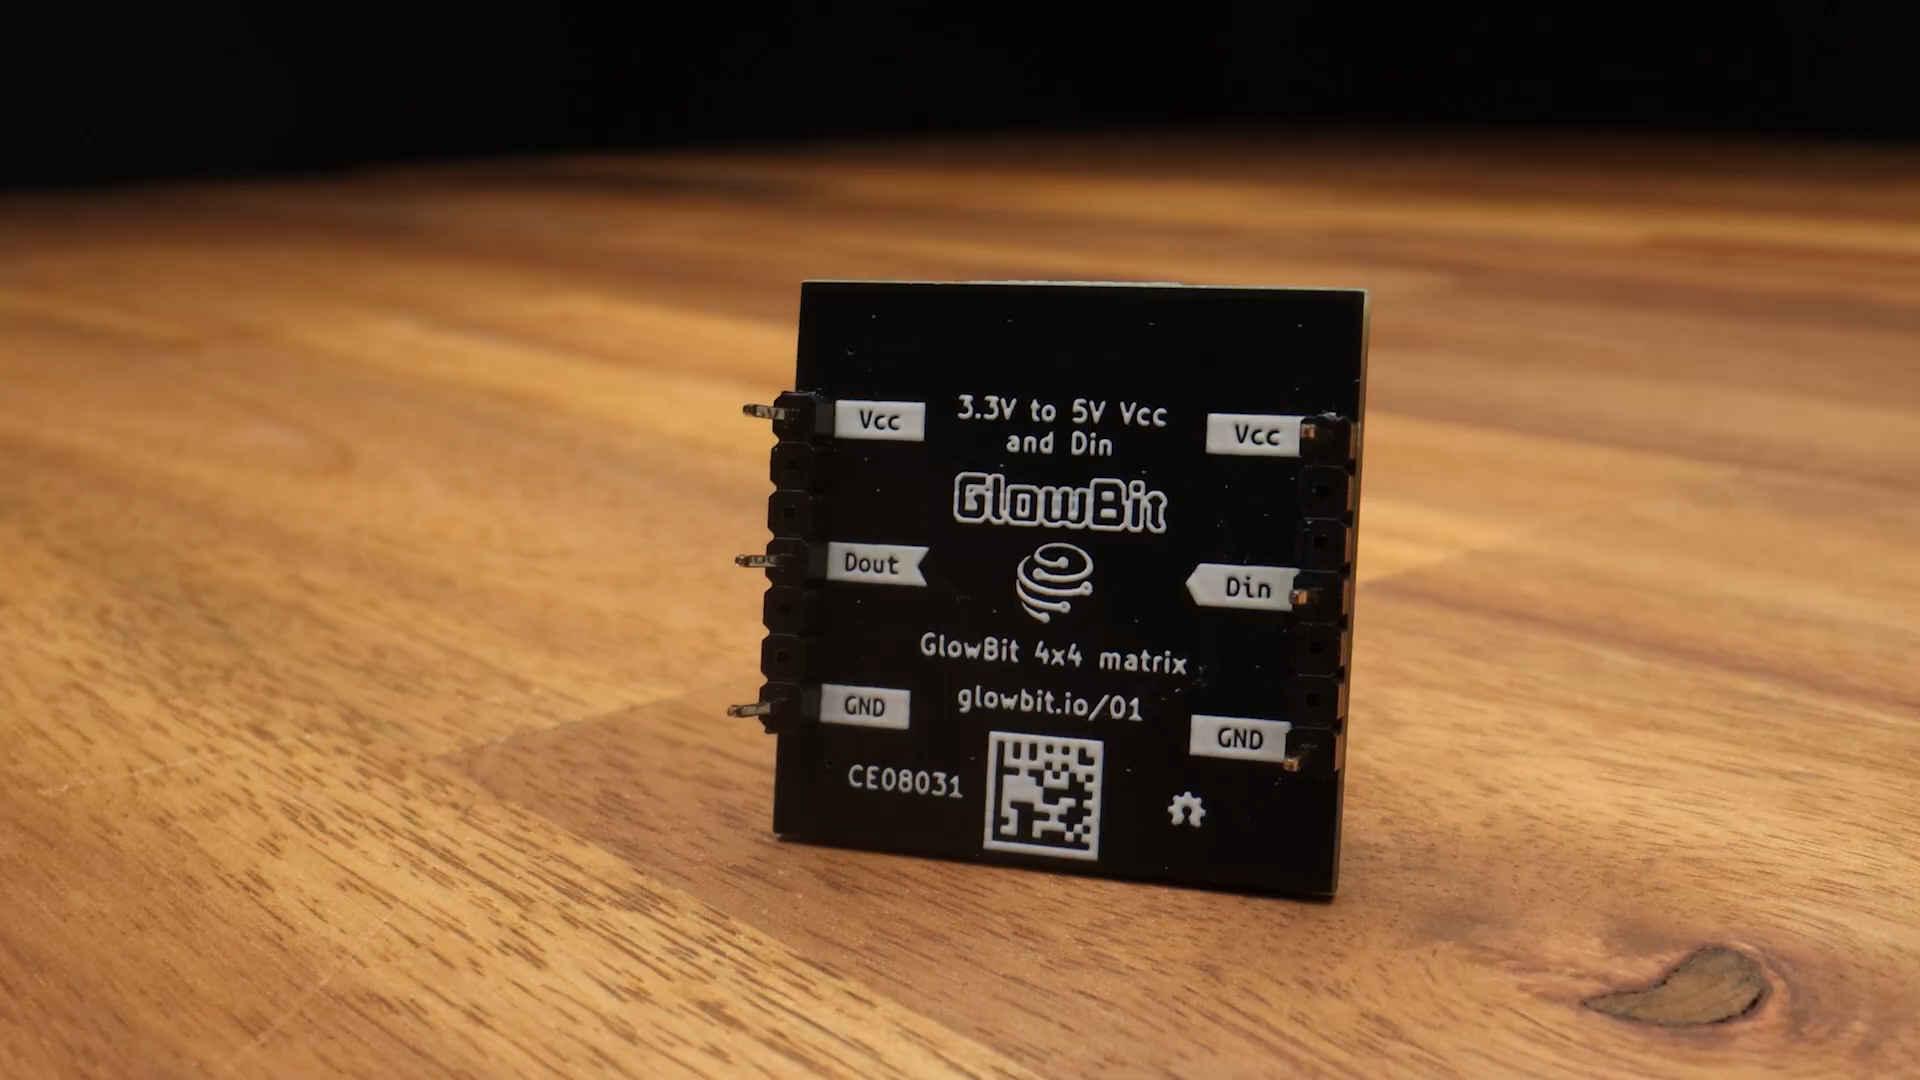 Vcc
3.3V to 5V Vcc
and Din
Vcc
GlowBit
Dout
Din
GlowBit 4x4 matrix
glowbit.io/01
GND
GND
CE08031